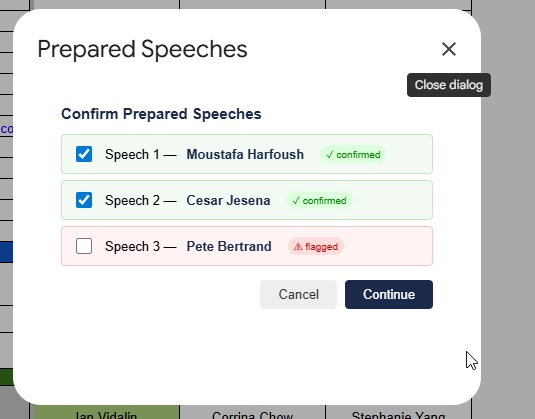 Prepared Speeches
Close dialog
co
Confirm Prepared Speeches
Speech 1 — Moustafa Harfoush ✓ confirmed
Speech 2 — Cesar Jesena ✓ confirmed
Speech 3 — Pete Bertrand ⚠ flagged
Cancel Continue
Ian Vidalin Corrina Chow Stephanie Yang